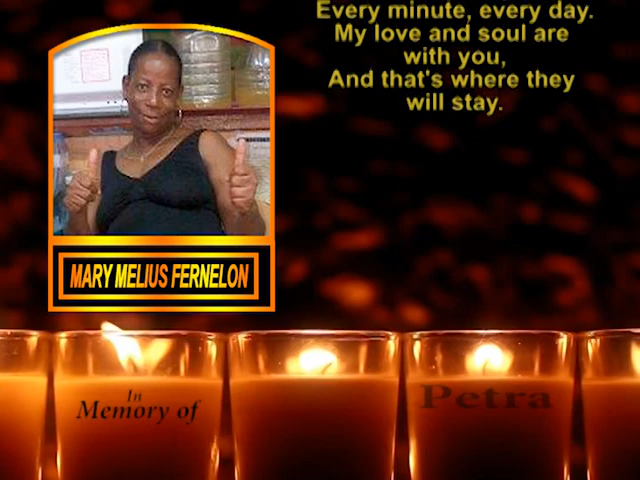 Every minute, every day.
My love and soul are
with you,
And that's where they
will stay.
MARY MELIUS FERNELON
In
Memory of
Petra